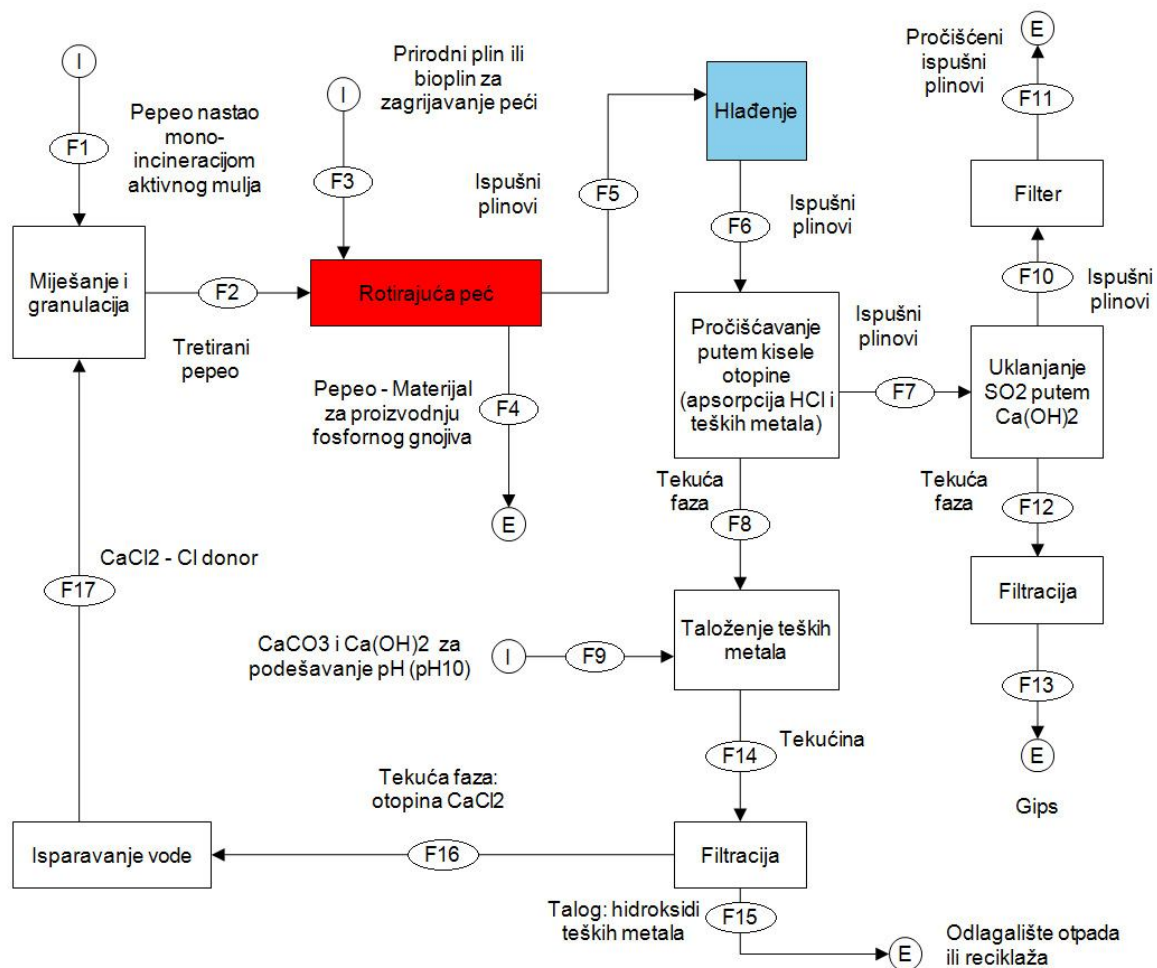 I
F1
Pepeo nastao
mono-
incineracijom
aktivnog mulja
Prirodni plin ili
bioplin za
zagrijavanje peći
I
F3
Ispušni
plinovi
F5
Hlađenje
F6
Ispušni
plinovi
Pročišćeni
ispušni
plinovi
E
F11
Filter
F10
Ispušni
plinovi
Miješanje i
granulacija
F2
Tretirani
pepeo
Rotirajuća peć
Pepeo - Materijal
za proizvodnju
fosfornog gnojiva
F4
E
Pročišćavanje
putem kisele
otopine
(apsorpcija HCl i
teških metala)
Ispušni
plinovi
F7
Uklanjanje
SO2 putem
Ca(OH)2
Tekuća
faza
F8
Tekuća
faza
F12
Filtracija
F13
E
Gips
CaCl2 - Cl donor
F17
CaCO3 i Ca(OH)2 za
podešavanje pH (pH10)
I
F9
Taloženje teških
metala
F14
Tekućina
Tekuća faza:
otopina CaCl2
Isparavanje vode
F16
Filtracija
Talog: hidroksidi
teških metala
F15
E
Odlagalište otpada
ili reciklaža